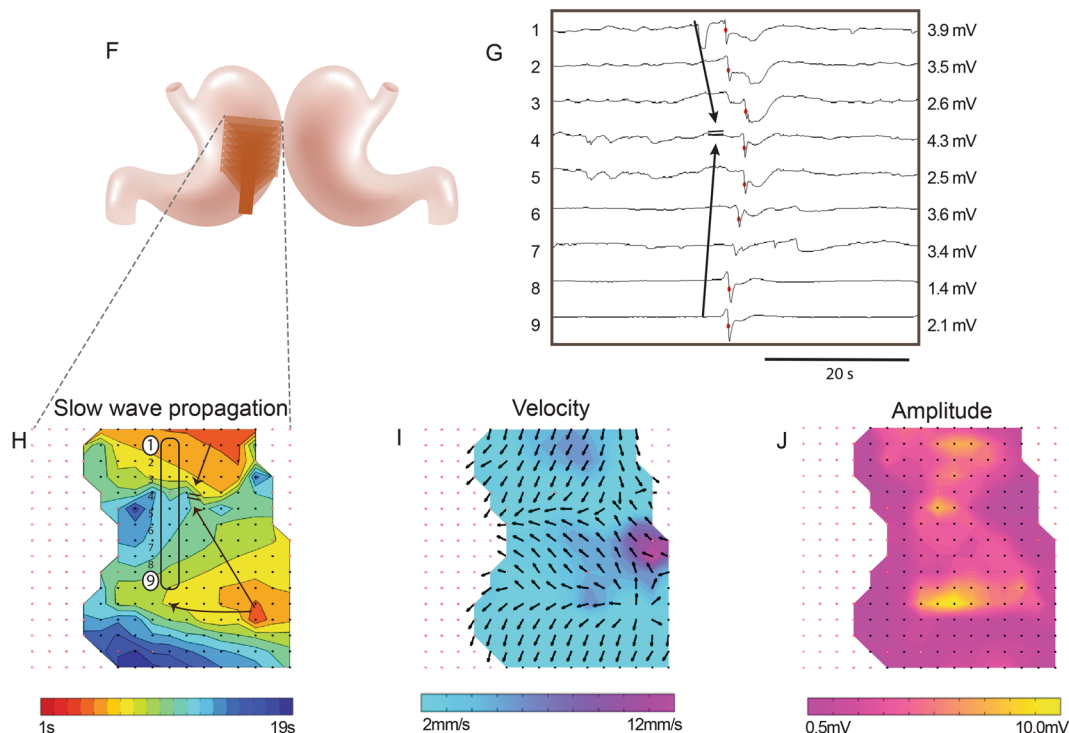 F
G
1 3.9 mV
2 3.5 mV
3 2.6 mV
4 4.3 mV
5 2.5 mV
6 3.6 mV
7 3.4 mV
8 1.4 mV
9 2.1 mV
20 s
H Slow wave propagation
1
2
3
4
5
6
7
8
9
1s 19s
I Velocity
2mm/s 12mm/s
J Amplitude
0.5mV 10.0mV